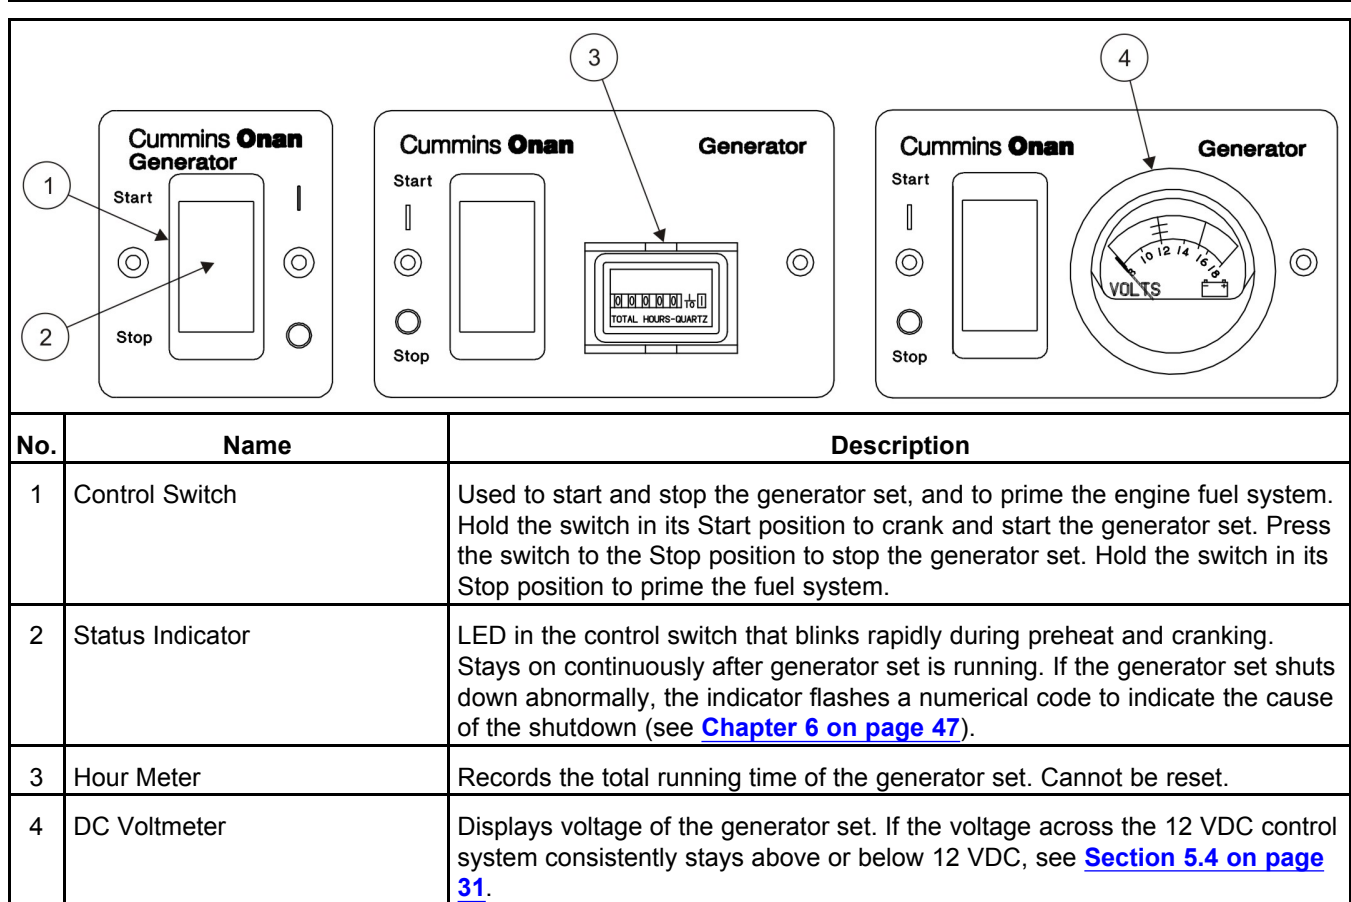 3
4
Cummins Onan
Generator
1
Start
2
Stop
Cummins Onan Generator
Start
0 0 0 0 0 1/10 1
TOTAL HOURS-QUARTZ
Stop
Cummins Onan Generator
Start
8 10 12 14 16 18
VOLTS
- +
Stop
No. Name Description
1 Control Switch Used to start and stop the generator set, and to prime the engine fuel system.
Hold the switch in its Start position to crank and start the generator set. Press
the switch to the Stop position to stop the generator set. Hold the switch in its
Stop position to prime the fuel system.
2 Status Indicator LED in the control switch that blinks rapidly during preheat and cranking.
Stays on continuously after generator set is running. If the generator set shuts
down abnormally, the indicator flashes a numerical code to indicate the cause
of the shutdown (see Chapter 6 on page 47).
3 Hour Meter Records the total running time of the generator set. Cannot be reset.
4 DC Voltmeter Displays voltage of the generator set. If the voltage across the 12 VDC control
system consistently stays above or below 12 VDC, see Section 5.4 on page
31.